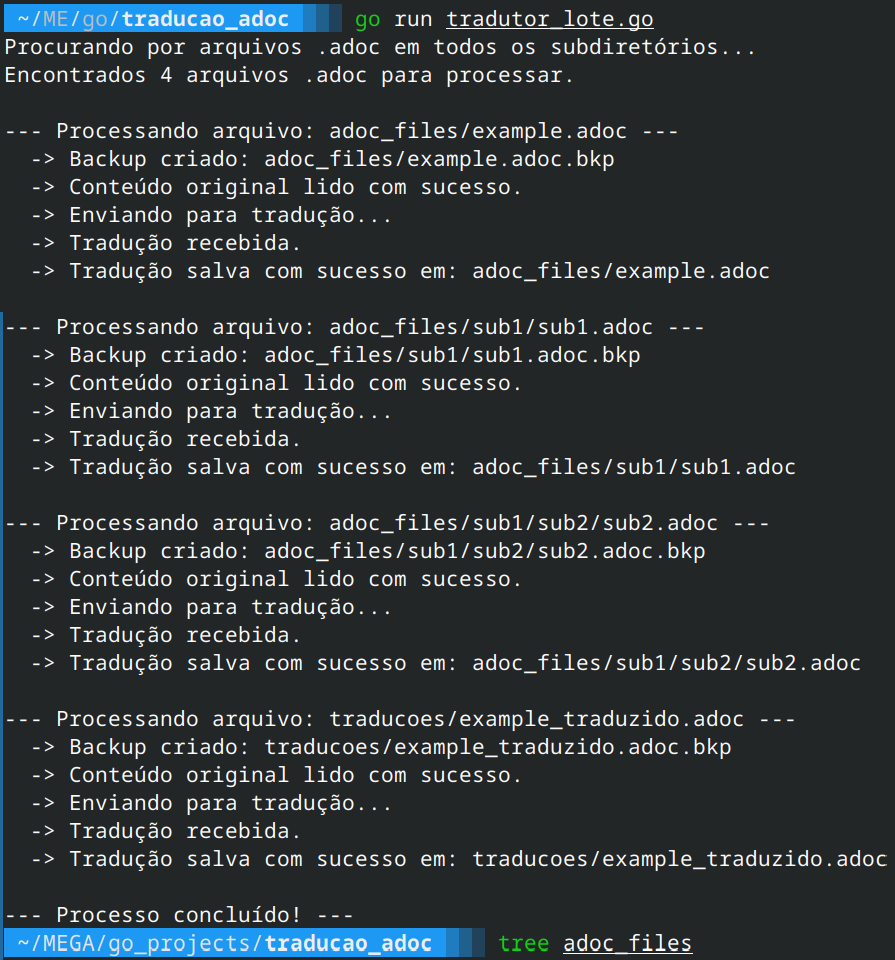 ~/ME/go/traducao_adoc go run tradutor_lote.go
Procurando por arquivos .adoc em todos os subdiretórios...
Encontrados 4 arquivos .adoc para processar.
--- Processando arquivo: adoc_files/example.adoc ---
-> Backup criado: adoc_files/example.adoc.bkp
-> Conteúdo original lido com sucesso.
-> Enviando para tradução...
-> Tradução recebida.
-> Tradução salva com sucesso em: adoc_files/example.adoc
--- Processando arquivo: adoc_files/sub1/sub1.adoc ---
-> Backup criado: adoc_files/sub1/sub1.adoc.bkp
-> Conteúdo original lido com sucesso.
-> Enviando para tradução...
-> Tradução recebida.
-> Tradução salva com sucesso em: adoc_files/sub1/sub1.adoc
--- Processando arquivo: adoc_files/sub1/sub2/sub2.adoc ---
-> Backup criado: adoc_files/sub1/sub2/sub2.adoc.bkp
-> Conteúdo original lido com sucesso.
-> Enviando para tradução...
-> Tradução recebida.
-> Tradução salva com sucesso em: adoc_files/sub1/sub2/sub2.adoc
--- Processando arquivo: traducoes/example_traduzido.adoc ---
-> Backup criado: traducoes/example_traduzido.adoc.bkp
-> Conteúdo original lido com sucesso.
-> Enviando para tradução...
-> Tradução recebida.
-> Tradução salva com sucesso em: traducoes/example_traduzido.adoc
--- Processo concluído! ---
~/MEGA/go_projects/traducao_adoc tree adoc_files